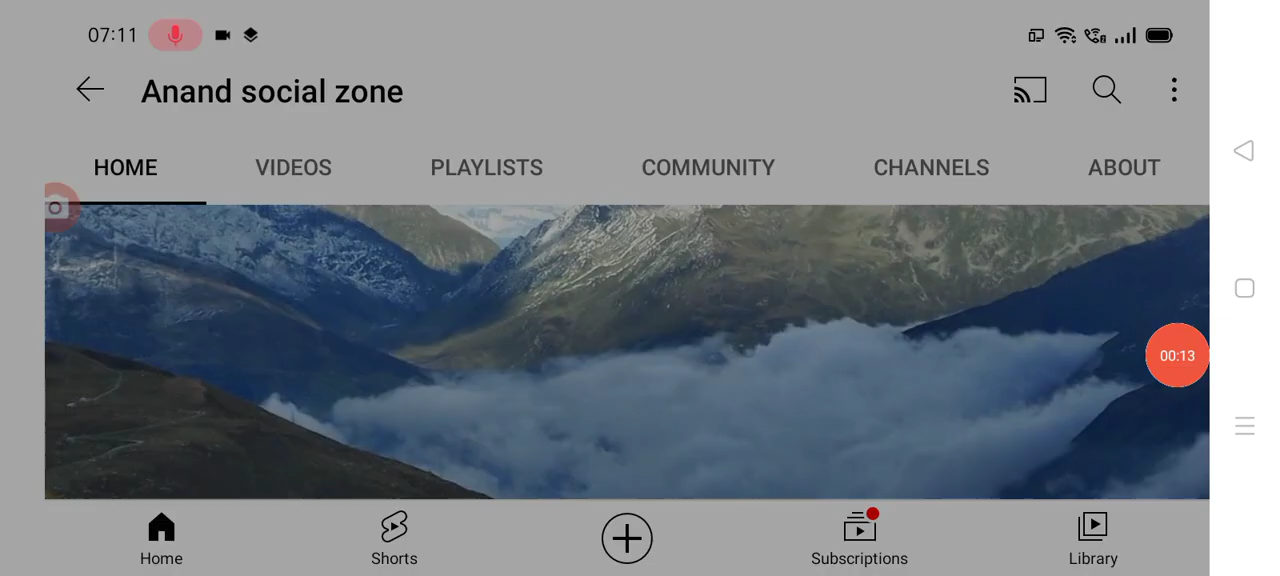 07:11
Anand social zone
HOME VIDEOS PLAYLISTS COMMUNITY CHANNELS ABOUT
00:13
Home Shorts Subscriptions Library